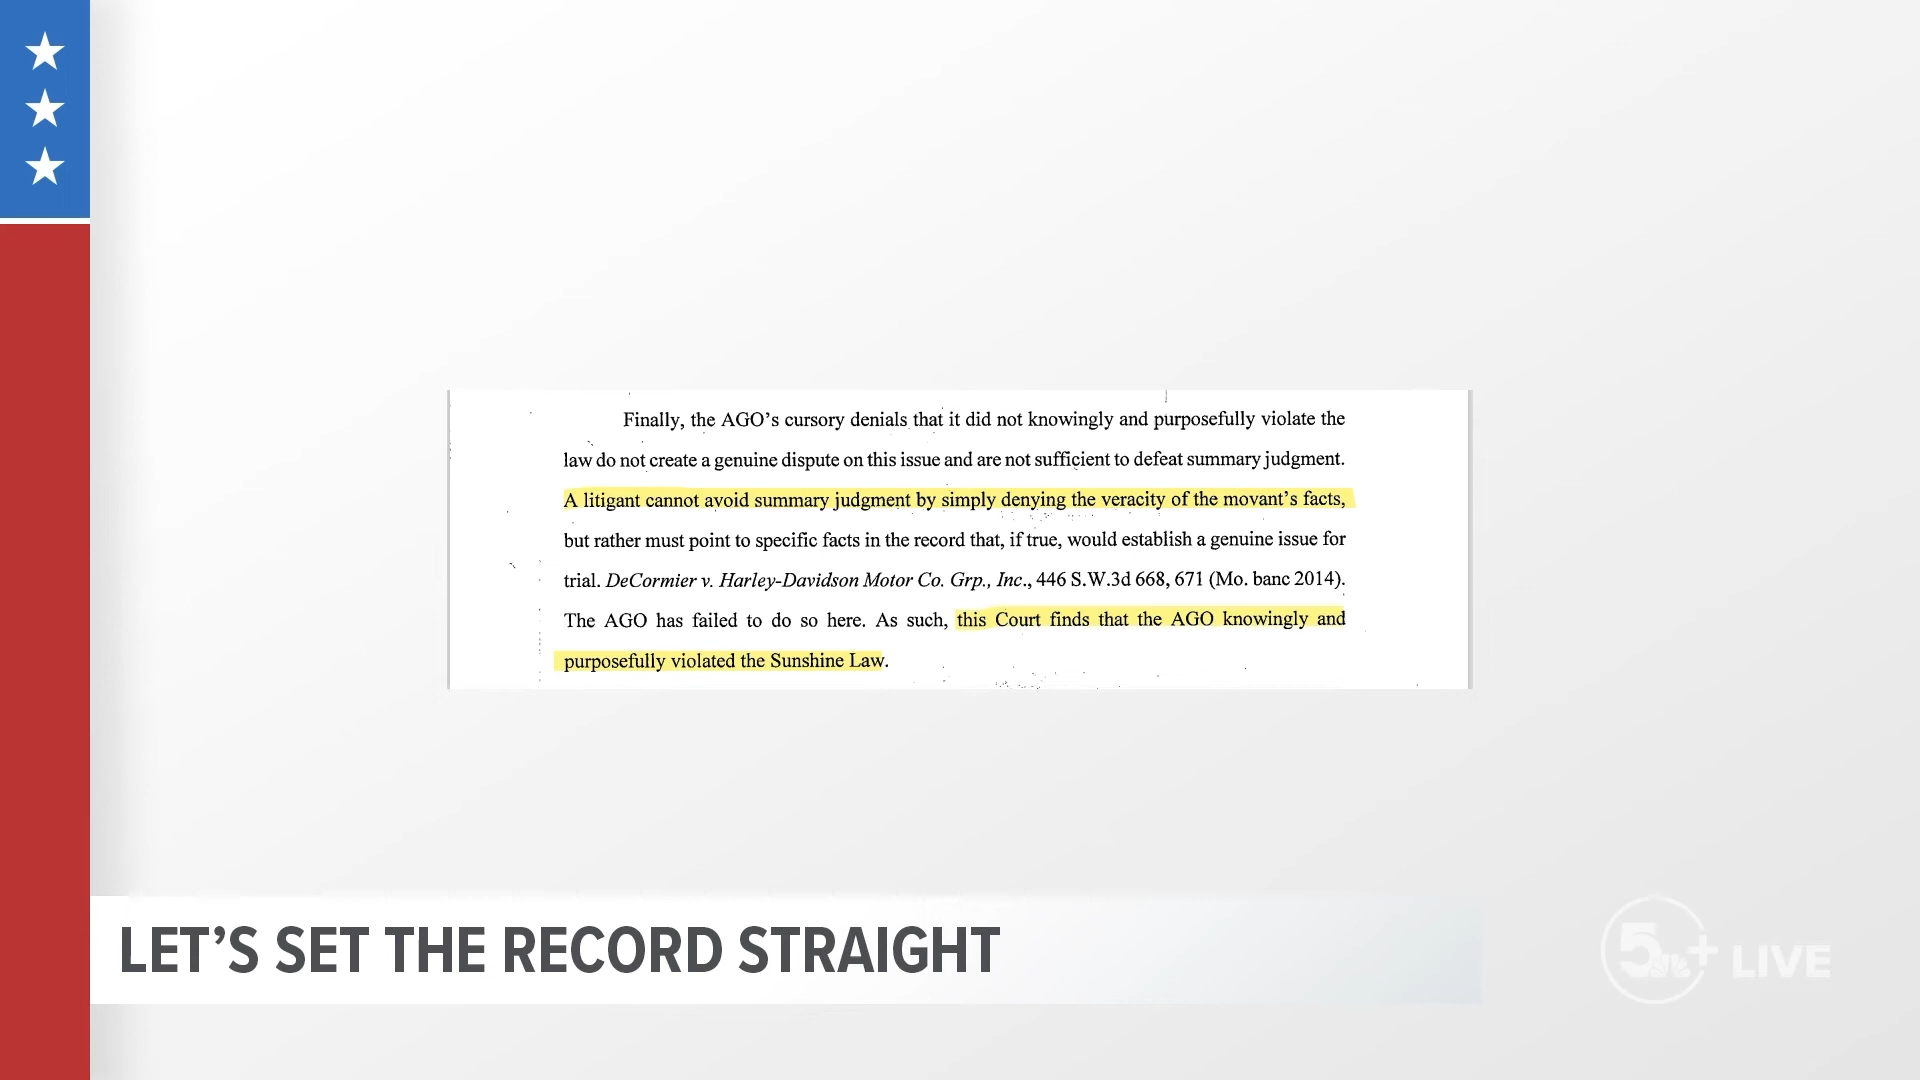 Finally, the AGO’s cursory denials that it did not knowingly and purposefully violate the
law do not create a genuine dispute on this issue and are not sufficient to defeat summary judgment.
A litigant cannot avoid summary judgment by simply denying the veracity of the movant’s facts,
but rather must point to specific facts in the record that, if true, would establish a genuine issue for
trial. DeCormier v. Harley-Davidson Motor Co. Grp., Inc., 446 S.W.3d 668, 671 (Mo. banc 2014).
The AGO has failed to do so here. As such, this Court finds that the AGO knowingly and
purposefully violated the Sunshine Law.
LET’S SET THE RECORD STRAIGHT
5+ LIVE